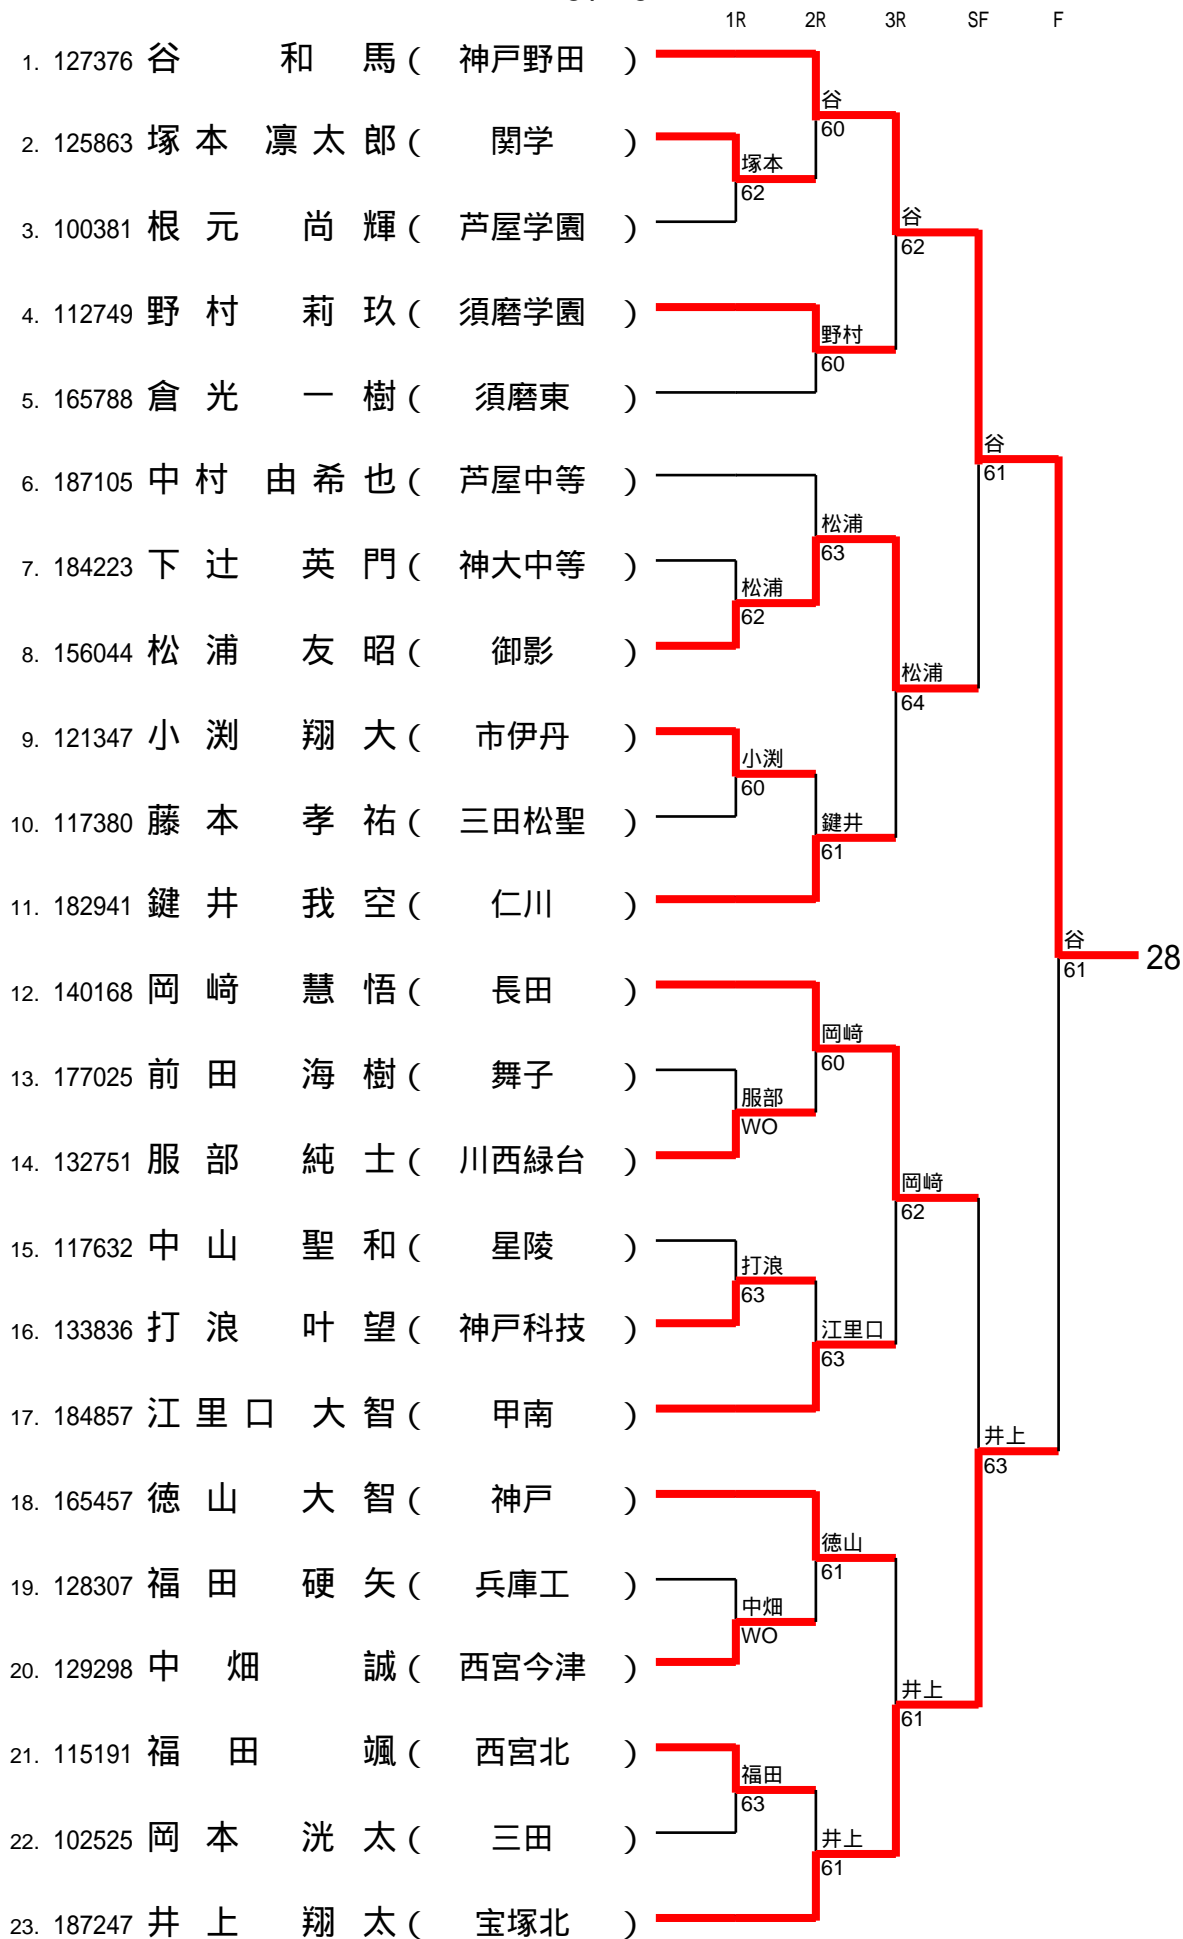 1R 2R 3R SF F
1. 127376 谷 和 馬 ( 神戸野田 )
谷
60
2. 125863 塚 本 凛 太 郎 ( 関学 )
塚本
62
3. 100381 根 元 尚 輝 ( 芦屋学園 )
谷
62
4. 112749 野 村 莉 玖 ( 須磨学園 )
野村
60
5. 165788 倉 光 一 樹 ( 須磨東 )
谷
61
6. 187105 中 村 由 希 也 ( 芦屋中等 )
松浦
63
7. 184223 下 辻 英 門 ( 神大中等 )
松浦
62
8. 156044 松 浦 友 昭 ( 御影 )
松浦
64
9. 121347 小 渕 翔 大 ( 市伊丹 )
小渕
60
10. 117380 藤 本 孝 祐 ( 三田松聖 )
鍵井
61
11. 182941 鍵 井 我 空 ( 仁川 )
谷
61
28
12. 140168 岡 﨑 慧 悟 ( 長田 )
岡﨑
60
13. 177025 前 田 海 樹 ( 舞子 )
服部
WO
14. 132751 服 部 純 士 ( 川西緑台 )
岡﨑
62
15. 117632 中 山 聖 和 ( 星陵 )
打浪
63
16. 133836 打 浪 叶 望 ( 神戸科技 )
江里口
63
17. 184857 江 里 口 大 智 ( 甲南 )
井上
63
18. 165457 徳 山 大 智 ( 神戸 )
徳山
61
19. 128307 福 田 硬 矢 ( 兵庫工 )
中畑
WO
20. 129298 中 畑 誠 ( 西宮今津 )
井上
61
21. 115191 福 田 颯 ( 西宮北 )
福田
63
22. 102525 岡 本 洸 太 ( 三田 )
井上
61
23. 187247 井 上 翔 太 ( 宝塚北 )